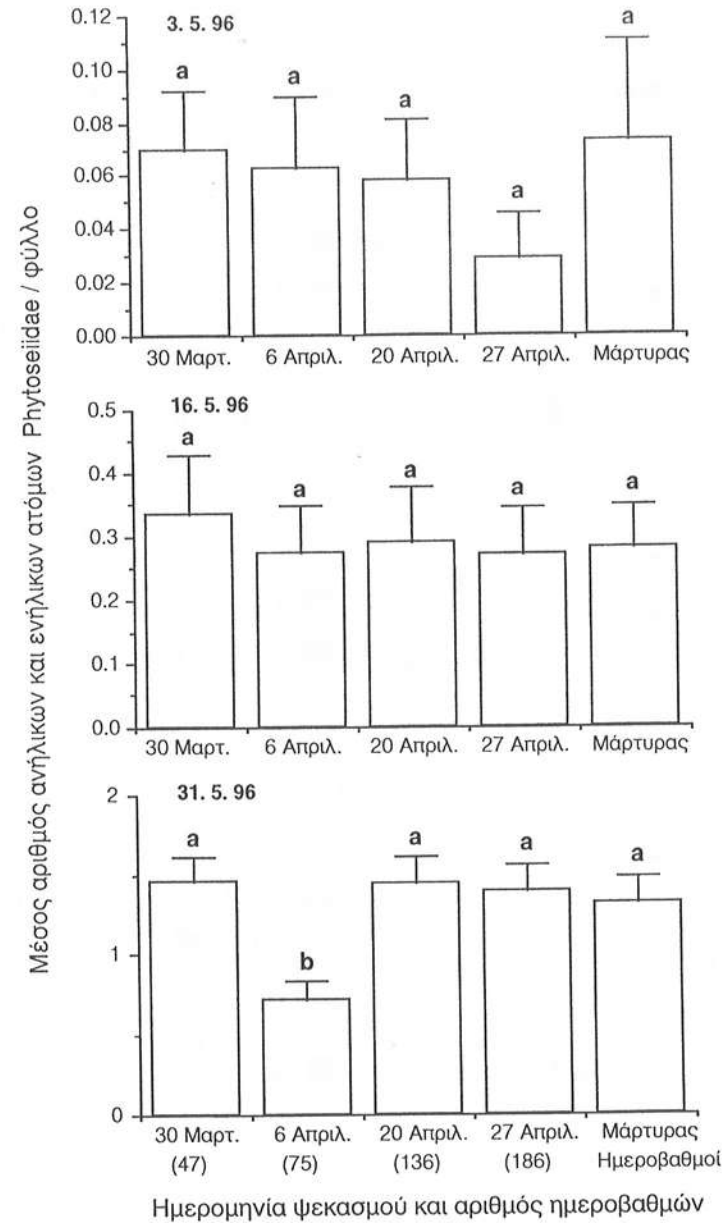 Μέσος αριθμός ανήλικων και ενήλικων ατόμων Phytoseiidae / φύλλο
3. 5. 96
0.12
0.10
0.08
0.06
0.04
0.02
0.00
a a a a a
30 Μαρτ. 6 Απριλ. 20 Απριλ. 27 Απριλ. Μάρτυρας
16. 5. 96
0.5
0.4
0.3
0.2
0.1
0.0
a a a a a
30 Μαρτ. 6 Απριλ. 20 Απριλ. 27 Απριλ. Μάρτυρας
31. 5. 96
2
1
0
a b a a a
30 Μαρτ. 6 Απριλ. 20 Απριλ. 27 Απριλ. Μάρτυρας
(47) (75) (136) (186) Ημεροβαθμοί
Ημερομηνία ψεκασμού και αριθμός ημεροβαθμών